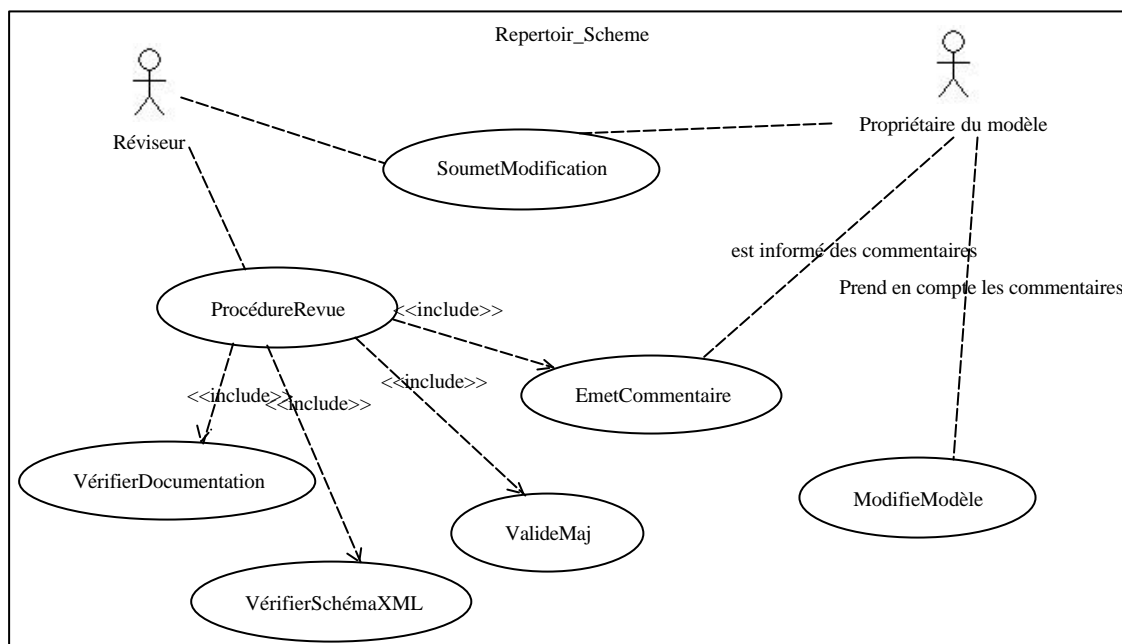 Repertoir_Scheme
Réviseur
Propriétaire du modèle
SoumetModification
est informé des commentaires
Prend en compte les commentaires
ProcédureRevue
<<include>>
EmetCommentaire
<<include>>
<<include>>
<<include>>
VérifierDocumentation
ModifieModèle
ValideMaj
VérifierSchémaXML